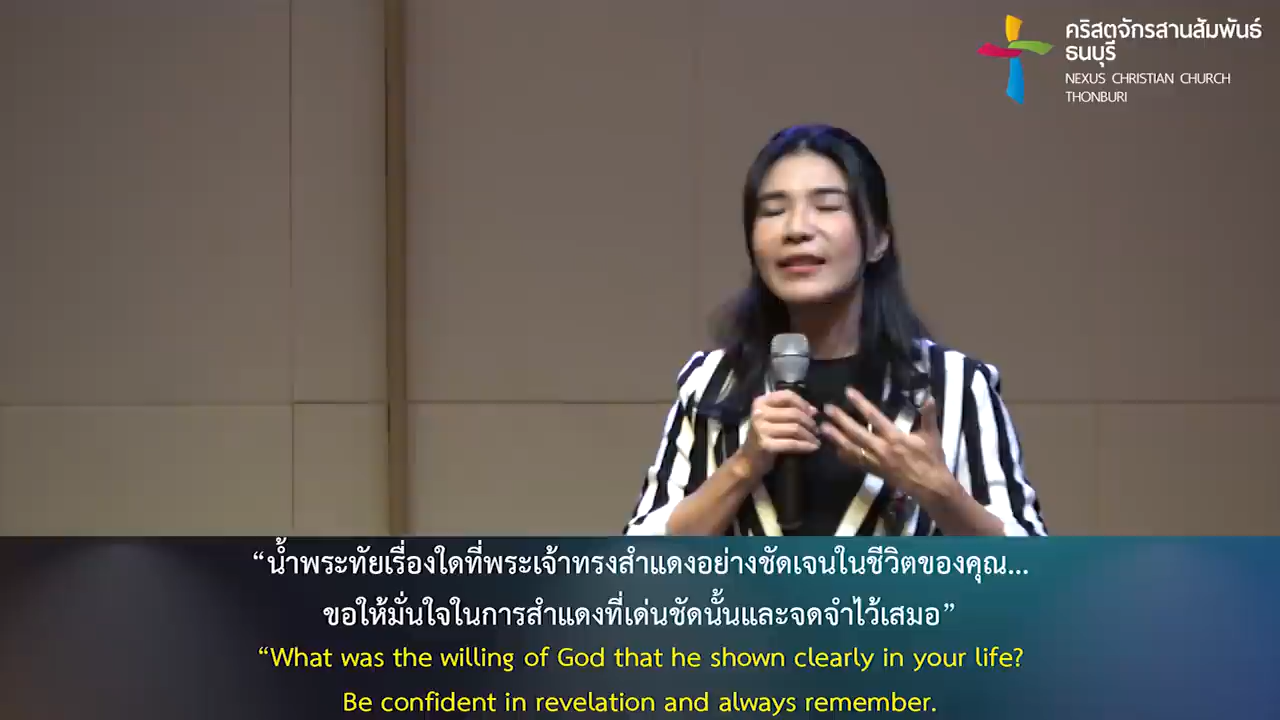 คริสตจักรสานสัมพันธ์
ธนบุรี
NEXUS CHRISTIAN CHURCH
THONBURI
“น้ำพระทัยเรื่องใดที่พระเจ้าทรงสำแดงอย่างชัดเจนในชีวิตของคุณ...
ขอให้มั่นใจในการสำแดงที่เด่นชัดนั้นและจดจำไว้เสมอ”
“What was the willing of God that he shown clearly in your life?
Be confident in revelation and always remember.